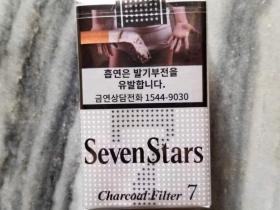 흡연은 발기부전을
유발합니다.
금연상담전화 1544-9030
SevenStars
Charcoal Filter 7